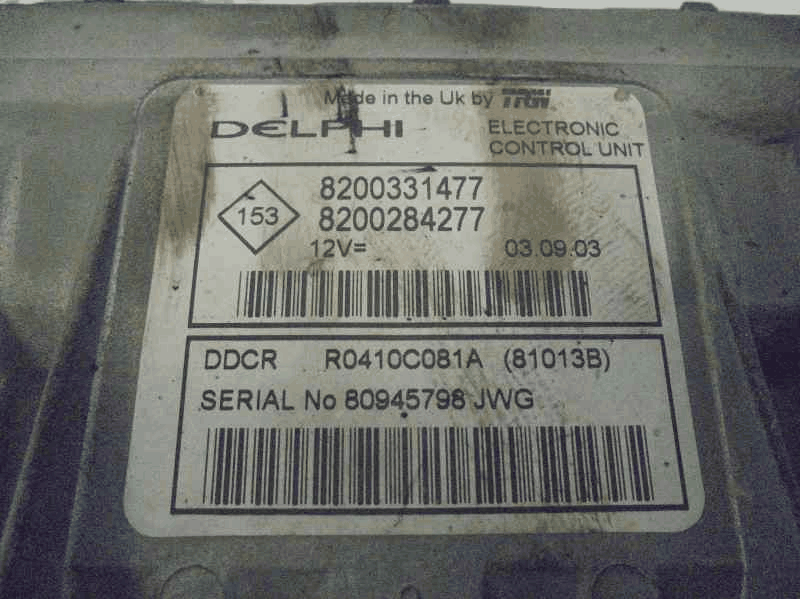 Made in the Uk by TRW
DELPHI
ELECTRONIC
CONTROL UNIT
153
8200331477
8200284277
12V=
03.09.03
DDCR R0410C081A (81013B)
SERIAL No 80945798 JWG